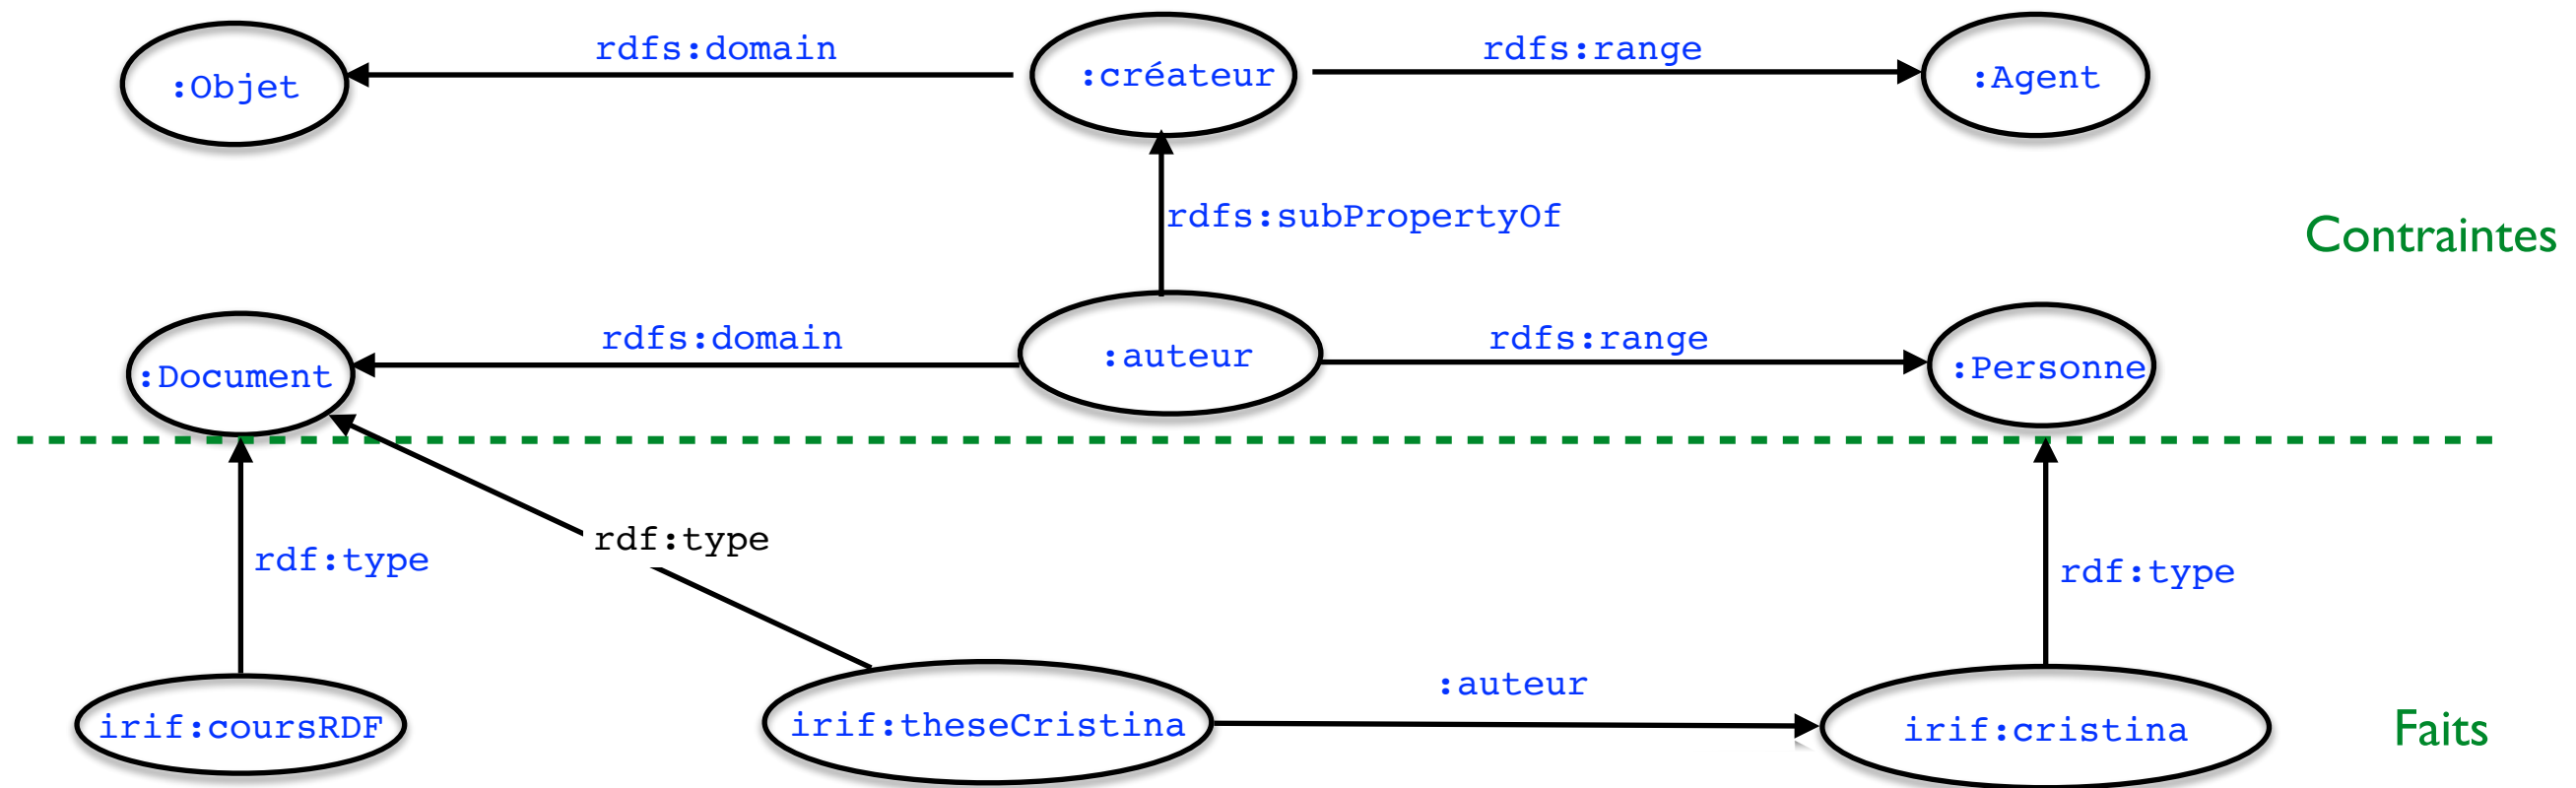 rdfs:domain
rdfs:range
:Objet
:créateur
:Agent
rdfs:subPropertyOf
Contraintes
rdfs:domain
rdfs:range
:Document
:auteur
:Personne
rdf:type
rdf:type
rdf:type
:auteur
irif:coursRDF
irif:theseCristina
irif:cristina
Faits